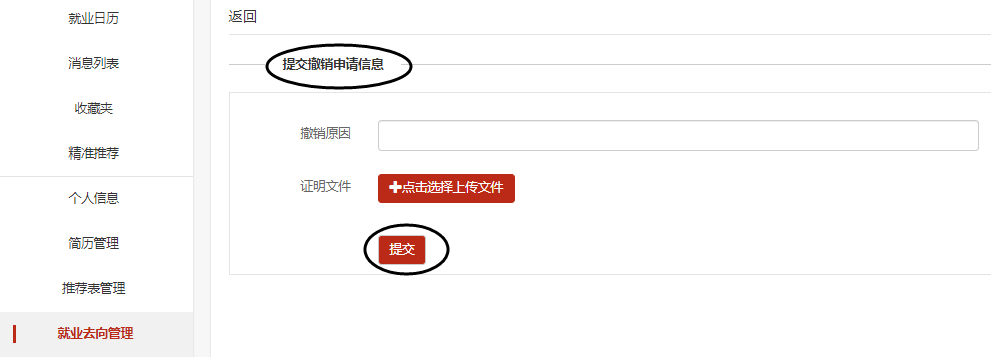 就业日历
消息列表
收藏夹
精准推荐
个人信息
简历管理
推荐表管理
就业去向管理
返回
提交撤销申请信息
撤销原因
证明文件
点击选择上传文件
提交